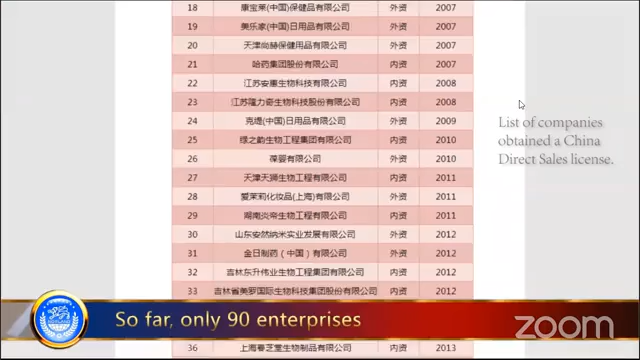 18 康宝莱(中国)保健品有限公司 外资 2007
19 美乐家(中国)日用品有限公司 外资 2007
20 天津尚赫保健用品有限公司 外资 2007
21 哈药集团股份有限公司 内资 2007
22 江苏安惠生物科技有限公司 内资 2008
23 江苏隆力奇生物科技股份有限公司 内资 2008
24 克缇(中国)日用品有限公司 外资 2009
25 绿之韵生物工程集团有限公司 内资 2010
26 葆婴有限公司 外资 2010
27 天津天狮生物工程有限公司 内资 2011
28 爱茉莉化妆品(上海)有限公司 外资 2011
29 湖南炎帝生物工程有限公司 内资 2011
30 山东安然纳米实业发展有限公司 外资 2012
31 金日制药（中国）有限公司 外资 2012
32 吉林东升伟业生物工程集团有限公司 内资 2012
33 吉林省美罗国际生物科技集团股份有限公司 内资 2012
36 上海春芝堂生物制品有限公司 内资 2013
List of companies
obtained a China
Direct Sales license.
So far, only 90 enterprises
zoom